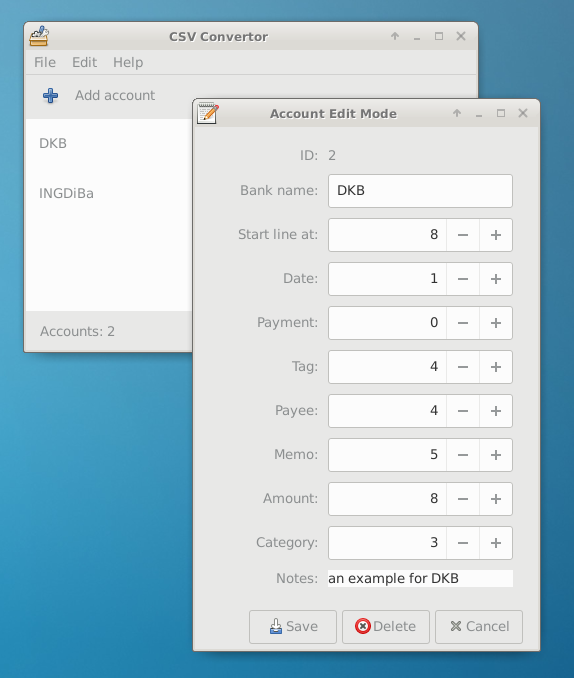 CSV Convertor
File Edit Help
Add account
DKB
INGDiBa
Accounts: 2
Account Edit Mode
ID: 2
Bank name: DKB
Start line at: 8
Date: 1
Payment: 0
Tag: 4
Payee: 4
Memo: 5
Amount: 8
Category: 3
Notes: an example for DKB
Save Delete Cancel